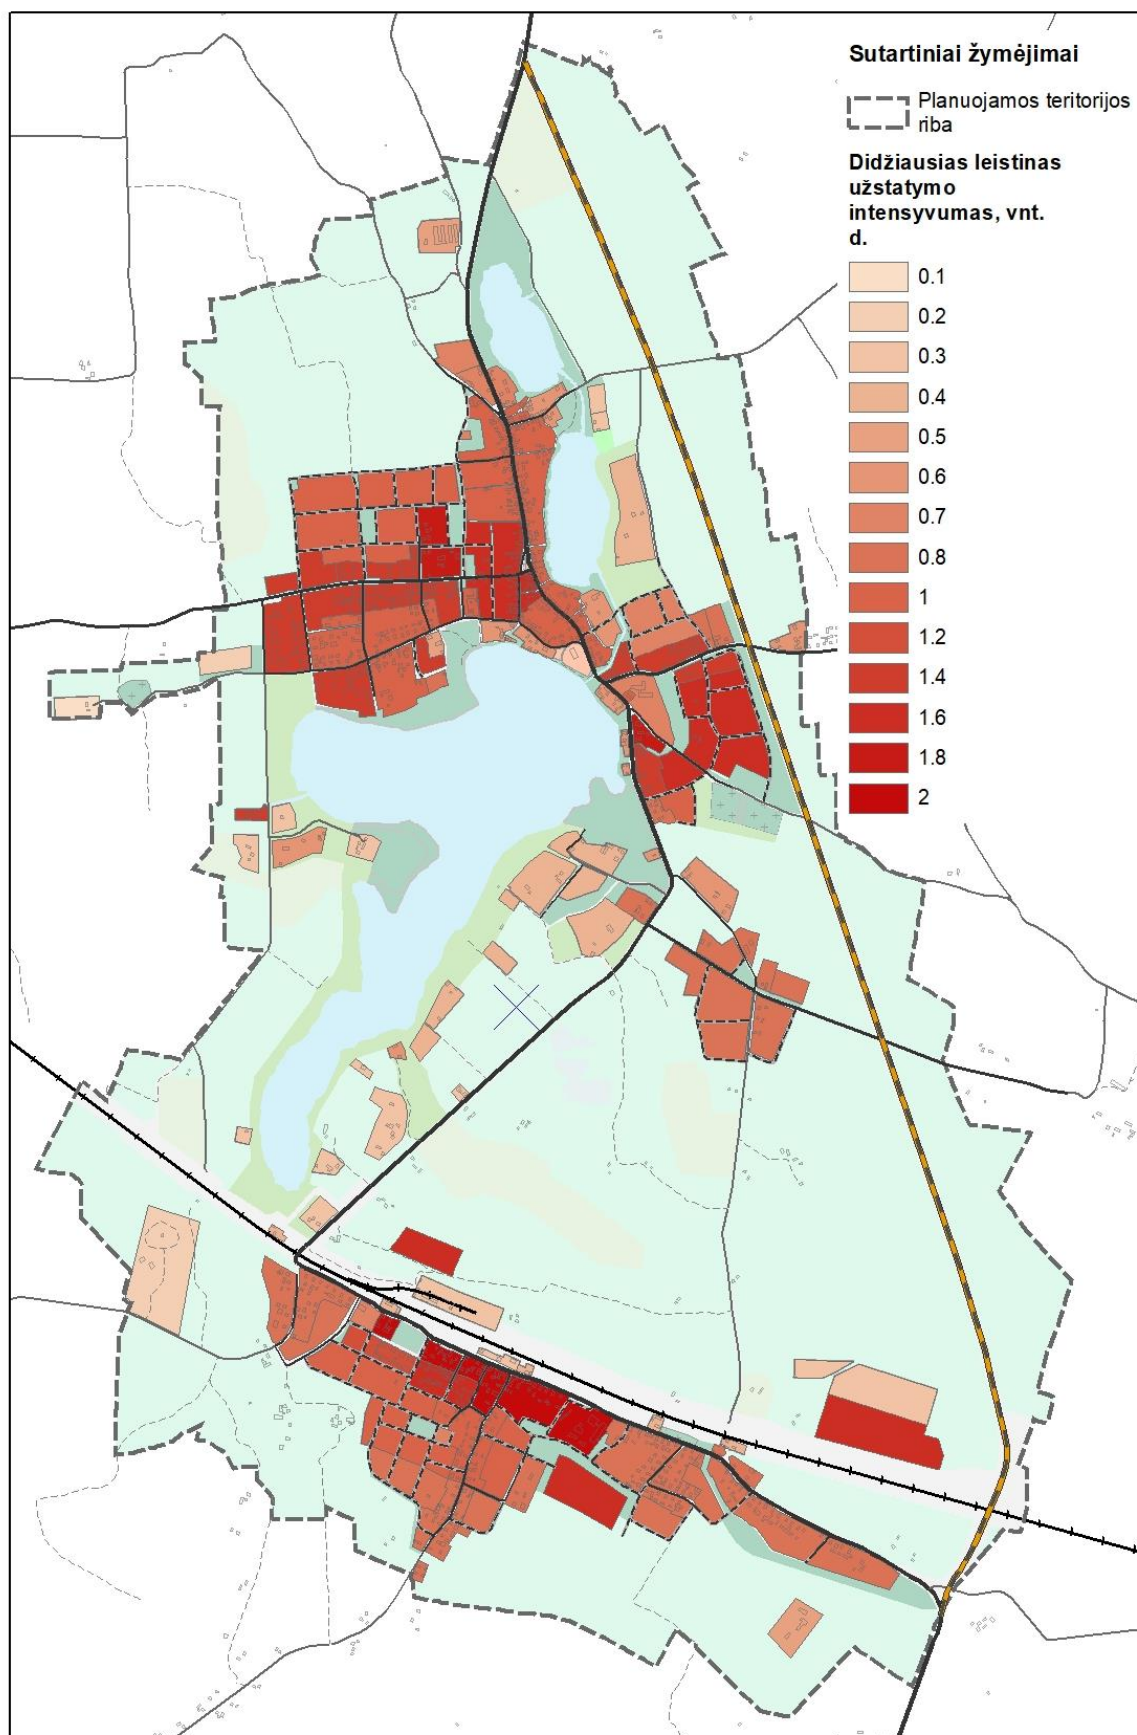 Sutartiniai žymėjimai
Planuojamos teritorijos
riba
Didžiausias leistinas
užstatymo
intensyvumas, vnt.
d.
0.1
0.2
0.3
0.4
0.5
0.6
0.7
0.8
1
1.2
1.4
1.6
1.8
2